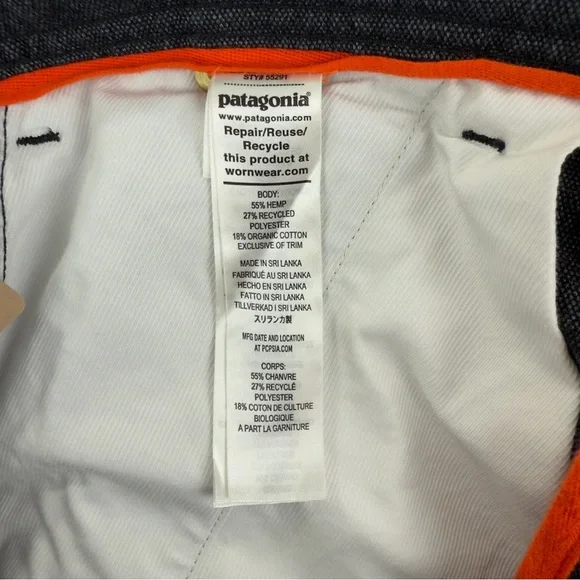 STY# 55291
patagonia®
www.patagonia.com
Repair/Reuse/
Recycle
this product at
wornwear.com
BODY:
55% HEMP
27% RECYCLED
POLYESTER
18% ORGANIC COTTON
EXCLUSIVE OF TRIM
MADE IN SRI LANKA
FABRIQUÉ AU SRI LANKA
HECHO EN SRI LANKA
FATTO IN SRI LANKA
TILLVERKAD I SRI LANKA
スリランカ製
MFG DATE AND LOCATION
AT PCPSIA.COM
CORPS:
55% CHANVRE
27% RECYCLÉ
POLYESTER
18% COTON DE CULTURE
BIOLOGIQUE
A PART LA GARNITURE